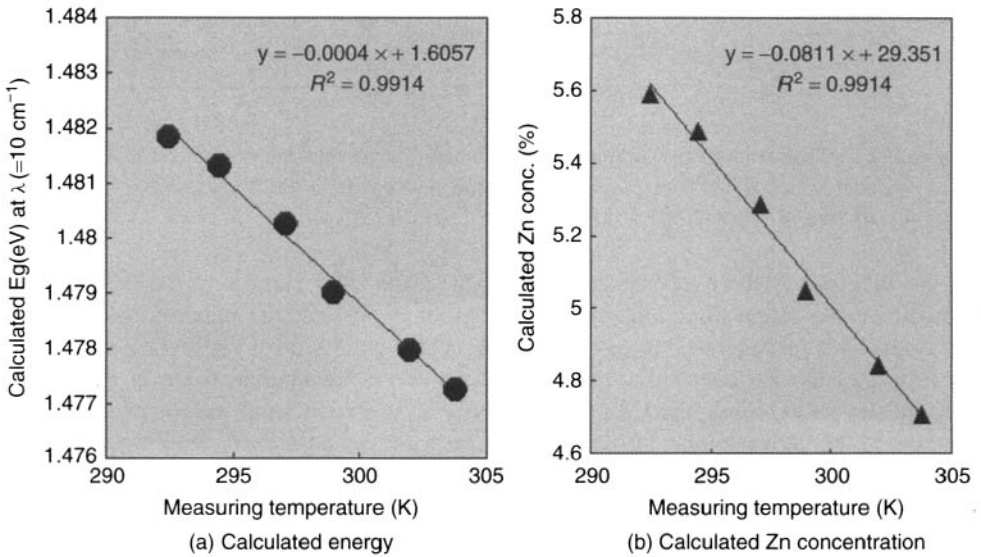 1.484
1.483
1.482
1.481
1.48
1.479
1.478
1.477
1.476
Calculated Eg(eV) at λ (=10 cm⁻¹)
y = −0.0004 × + 1.6057
R² = 0.9914
290 295 300 305
Measuring temperature (K)
(a) Calculated energy
5.8
5.6
5.4
5.2
5
4.8
4.6
Calculated Zn conc. (%)
y = −0.0811 × + 29.351
R² = 0.9914
290 295 300 305
Measuring temperature (K)
(b) Calculated Zn concentration